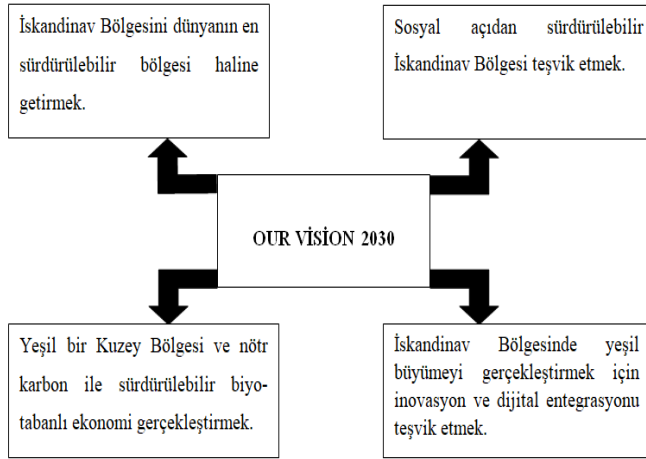 İskandinav Bölgesini dünyanın en
sürdürülebilir bölgesi haline
getirmek.
Sosyal açıdan sürdürülebilir
İskandinav Bölgesi teşvik etmek.
OUR VİSİON 2030
Yeşil bir Kuzey Bölgesi ve nötr
karbon ile sürdürülebilir biyo-
tabanlı ekonomi gerçekleştirmek.
İskandinav Bölgesinde yeşil
büyümeyi gerçekleştirmek için
inovasyon ve dijital entegrasyonu
teşvik etmek.